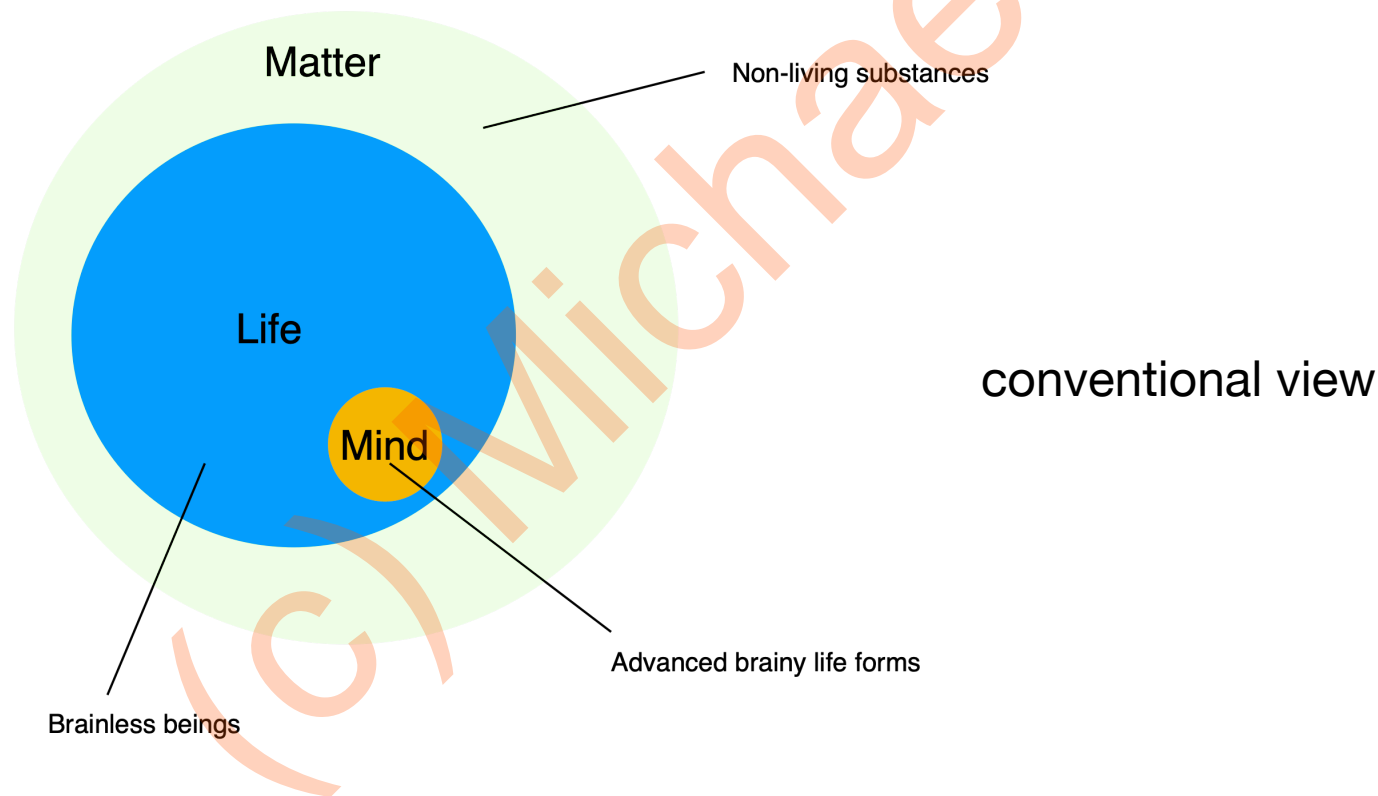 Matter
Non-living substances
Life
conventional view
Mind
Advanced brainy life forms
Brainless beings
(c) Michae